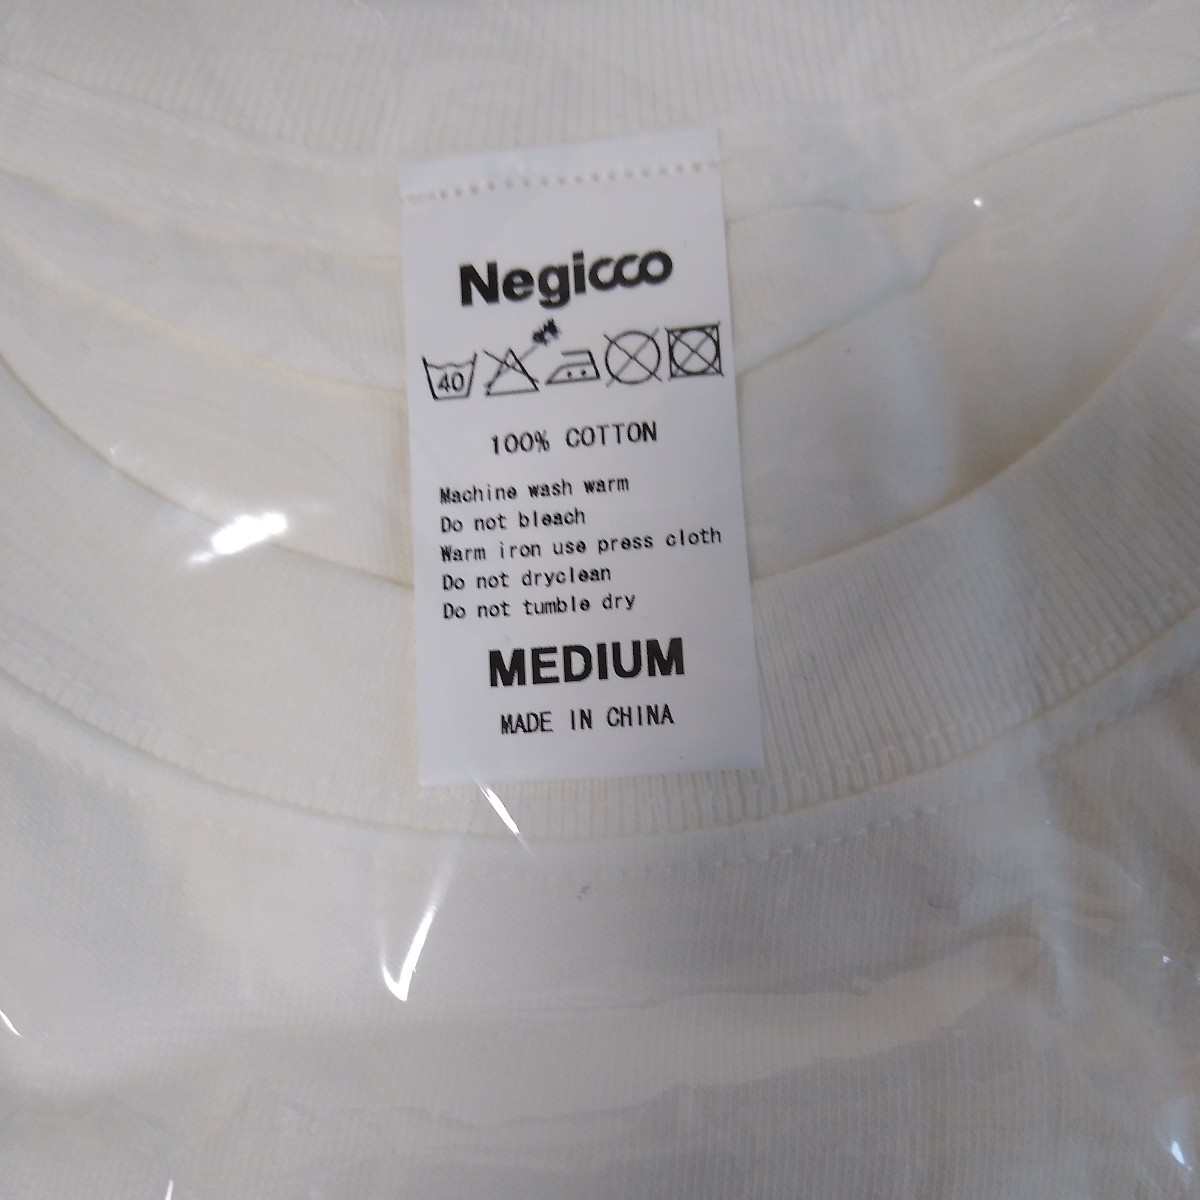 Negicco
40
100% COTTON
Machine wash warm
Do not bleach
Warm iron use press cloth
Do not dryclean
Do not tumble dry
MEDIUM
MADE IN CHINA